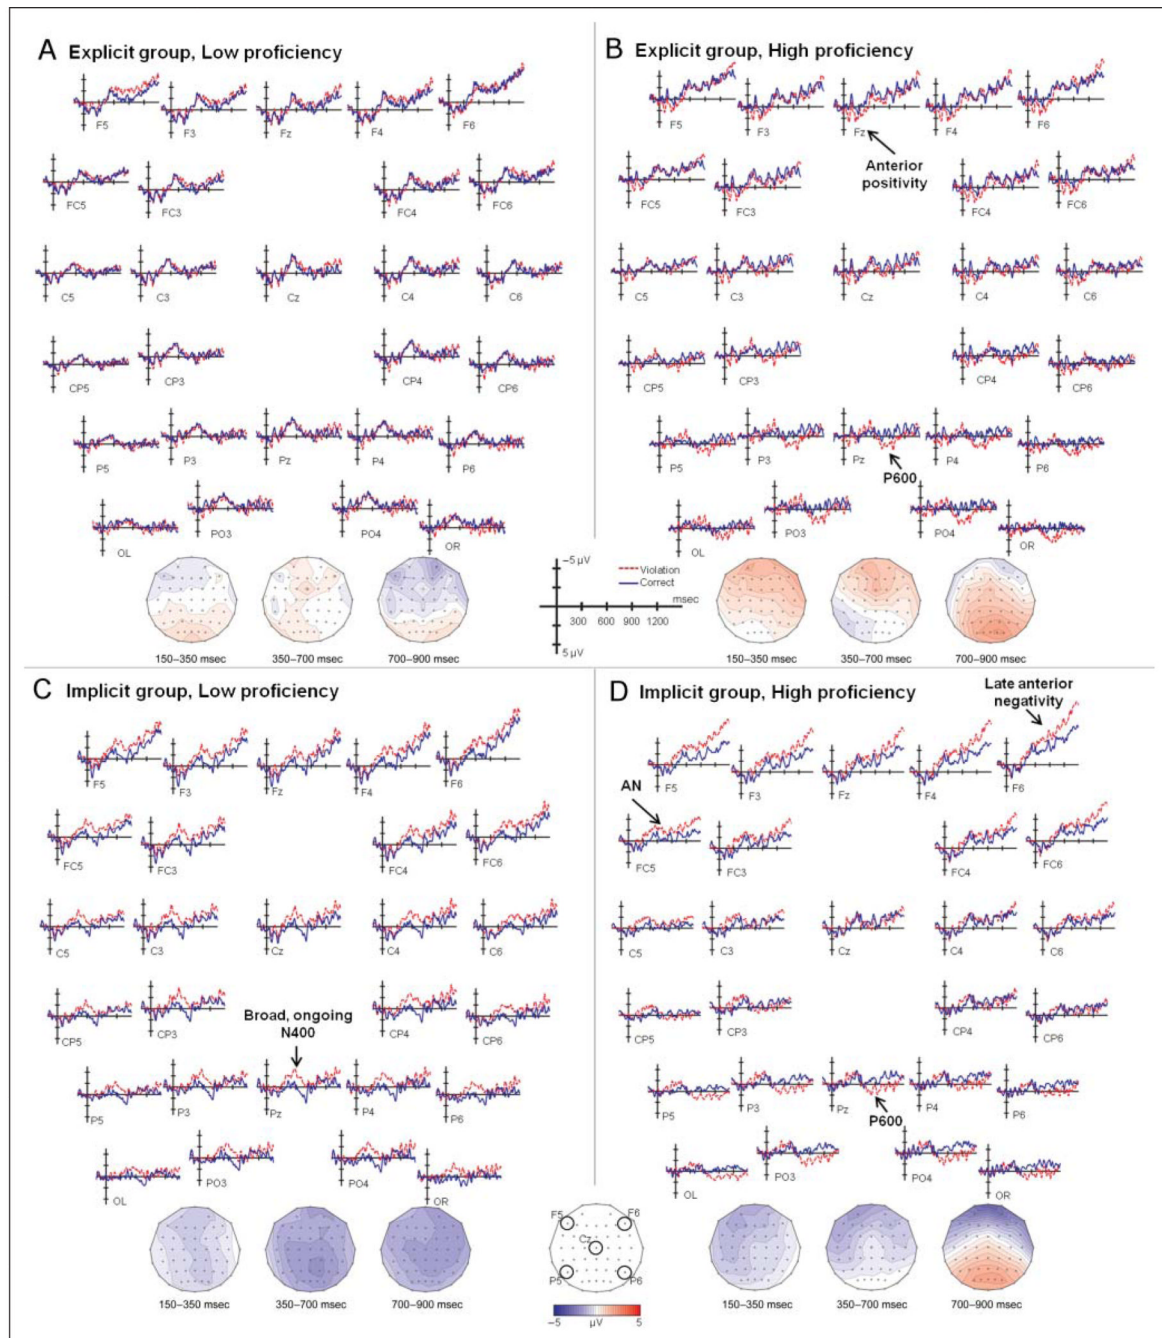 A Explicit group, Low proficiency
F5 F3 Fz F4 F6
FC5 FC3 FC4 FC6
C5 C3 Cz C4 C6
CP5 CP3 CP4 CP6
P5 P3 Pz P4 P6
OL PO3 PO4 OR
150–350 msec 350–700 msec 700–900 msec
B Explicit group, High proficiency
F5 F3 Fz F4 F6
Anterior
positivity
FC5 FC3 FC4 FC6
C5 C3 Cz C4 C6
CP5 CP3 CP4 CP6
P5 P3 Pz P4 P6
P600
OL PO3 PO4 OR
150–350 msec 350–700 msec 700–900 msec
–5 µV
Violation
Correct
msec
300 600 900 1200
5 µV
C Implicit group, Low proficiency
F5 F3 Fz F4 F6
FC5 FC3 FC4 FC6
C5 C3 Cz C4 C6
CP5 CP3 CP4 CP6
Broad, ongoing
N400
P5 P3 Pz P4 P6
OL PO3 PO4 OR
150–350 msec 350–700 msec 700–900 msec
D Implicit group, High proficiency
Late anterior
negativity
F5 F3 Fz F4 F6
AN
FC5 FC3 FC4 FC6
C5 C3 Cz C4 C6
CP5 CP3 CP4 CP6
P5 P3 Pz P4 P6
P600
OL PO3 PO4 OR
150–350 msec 350–700 msec 700–900 msec
F5 F6
Cz
P5 P6
–5 µV 5